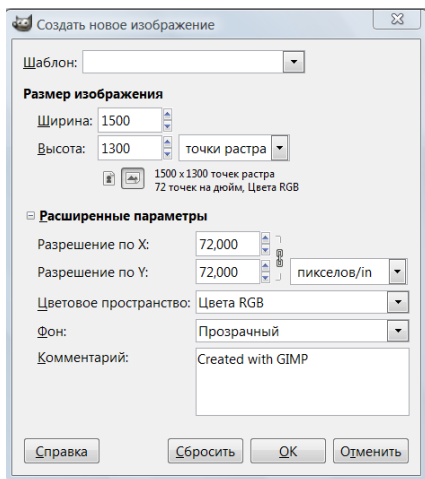 Создать новое изображение
Шаблон:
Размер изображения
Ширина: 1500
Высота: 1300 точки растра
1500 x 1300 точек растра
72 точек на дюйм, Цвета RGB
Расширенные параметры
Разрешение по X: 72,000
Разрешение по Y: 72,000 пикселов/in
Цветовое пространство: Цвета RGB
Фон: Прозрачный
Комментарий: Created with GIMP
Справка Сбросить OK Отменить